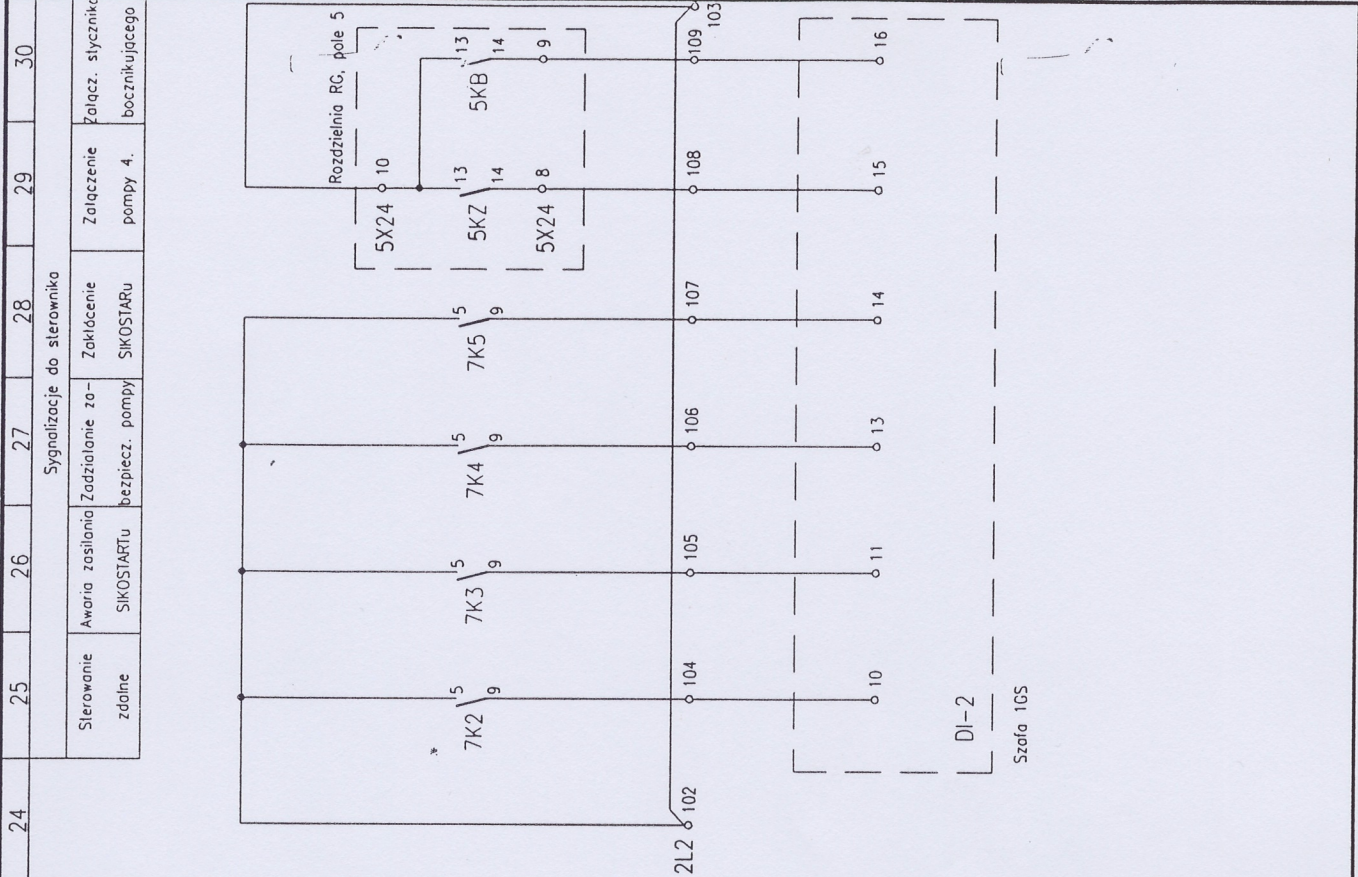 24 25 26 27 28 29 30
Sygnalizacje do sterownika
Sterowanie
zdalne
Awaria zasilania
SIKOSTARTu
Zadziałanie za-
bezpiecz. pompy
Zakłócenie
SIKOSTARu
Załączenie
pompy 4.
Załącz. stycznika
bocznikującego
Rozdzielnia RG, pole 5
5X24 10
13 13
5KZ 5KB
14 14
5X24 8 9
5 5 5 5
7K2 7K3 7K4 7K5
9 9 9 9
103
2L2 102 104 105 106 107 108 109
10 11 13 14 15 16
DI-2
Szafa 1GS